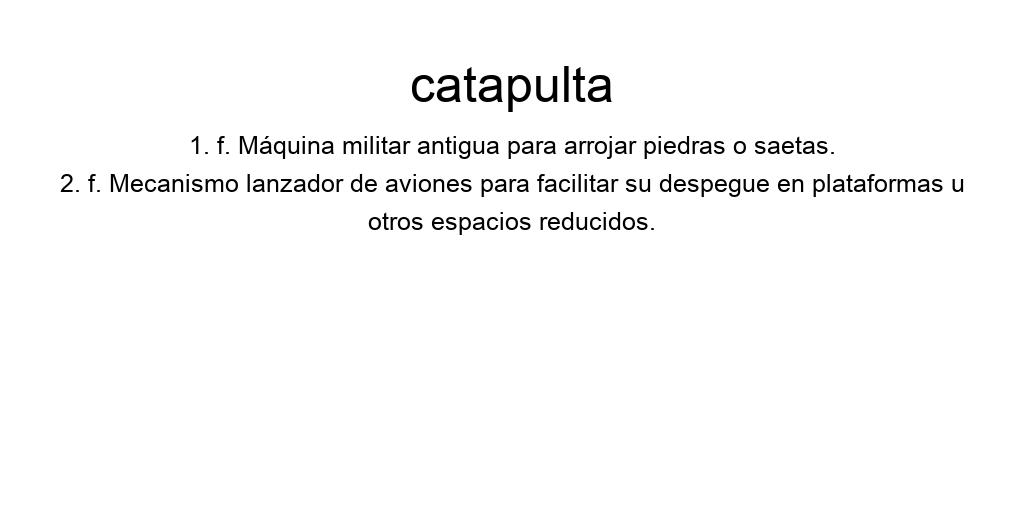 catapulta
1. f. Máquina militar antigua para arrojar piedras o saetas.
2. f. Mecanismo lanzador de aviones para facilitar su despegue en plataformas u
otros espacios reducidos.